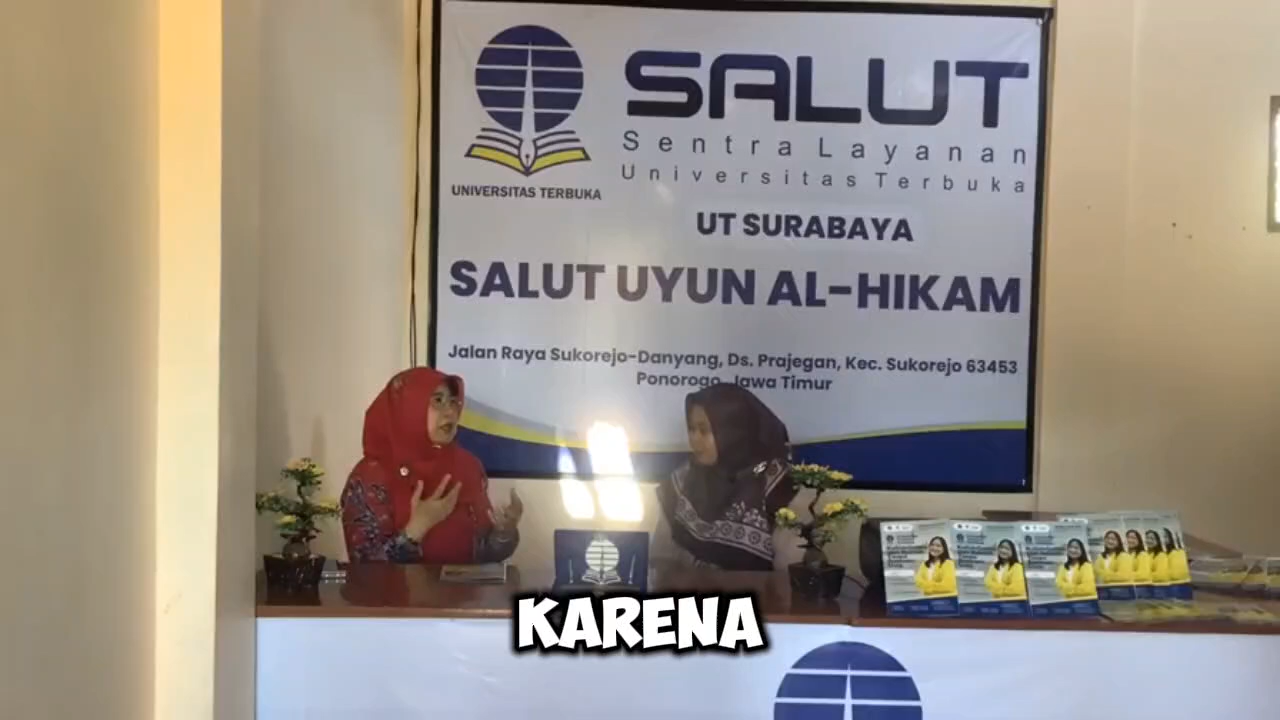 SALUT
Sentra Layanan
Universitas Terbuka
UNIVERSITAS TERBUKA
UT SURABAYA
SALUT UYUN AL-HIKAM
Jalan Raya Sukorejo-Danyang, Ds. Prajegan, Kec. Sukorejo 63453
Ponorogo, Jawa Timur
KARENA